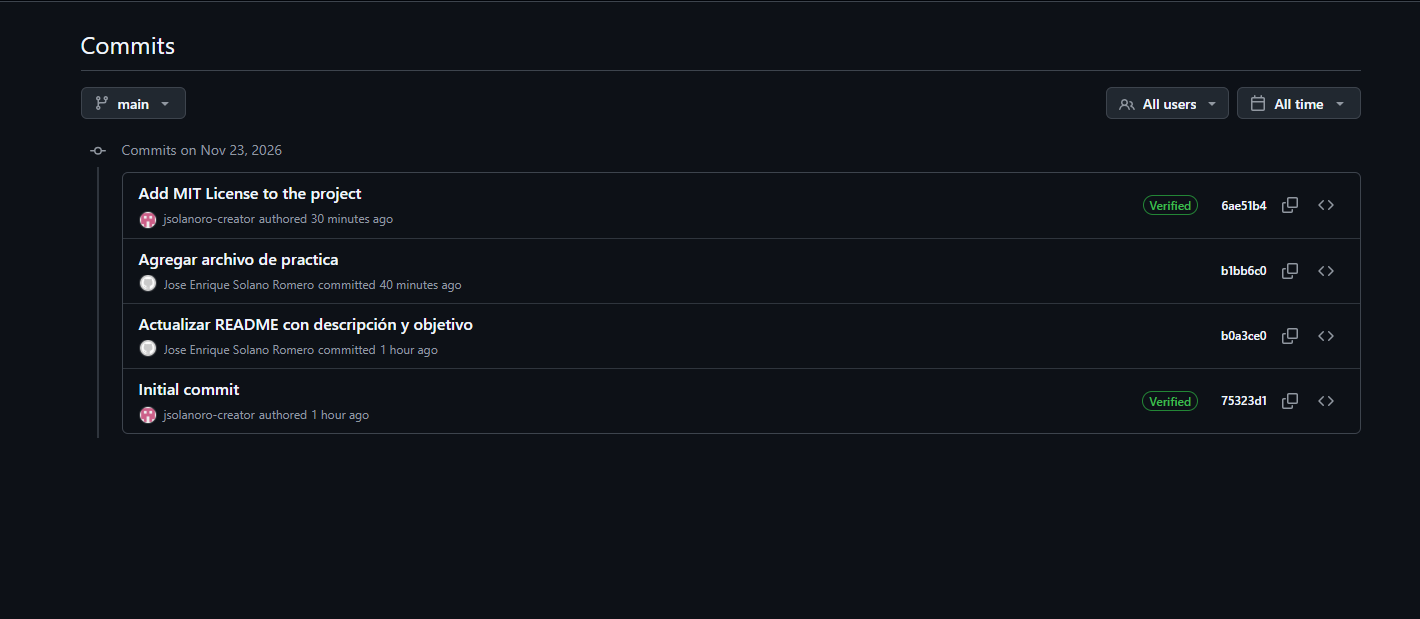 Commits
main
All users
All time
Commits on Nov 23, 2026
Add MIT License to the project
jsolanoro-creator authored 30 minutes ago
Verified
6ae51b4
Agregar archivo de practica
Jose Enrique Solano Romero committed 40 minutes ago
b1bb6c0
Actualizar README con descripción y objetivo
Jose Enrique Solano Romero committed 1 hour ago
b0a3ce0
Initial commit
jsolanoro-creator authored 1 hour ago
Verified
75323d1